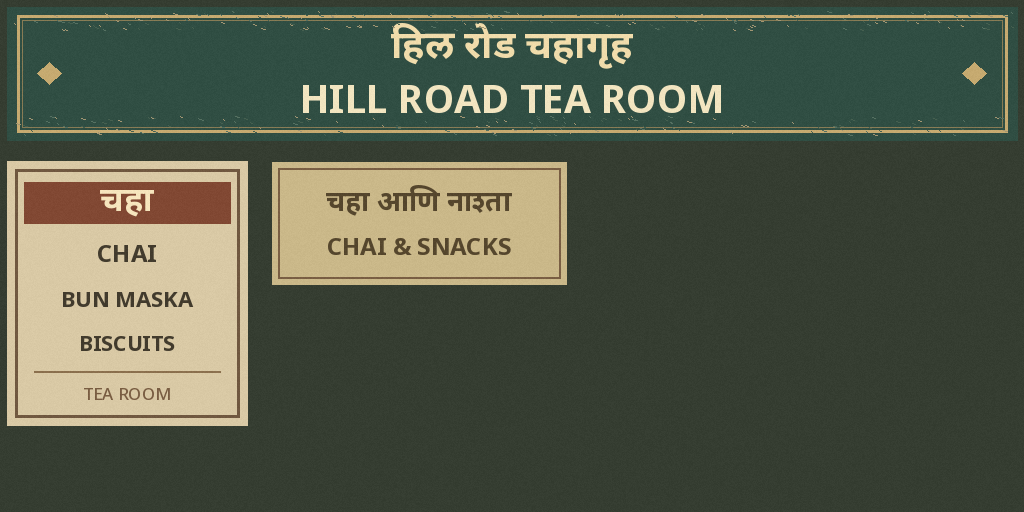 हिल रोड चहागृह
HILL ROAD TEA ROOM
चहा
CHAI
BUN MASKA
BISCUITS
TEA ROOM
चहा आणि नाश्ता
CHAI & SNACKS